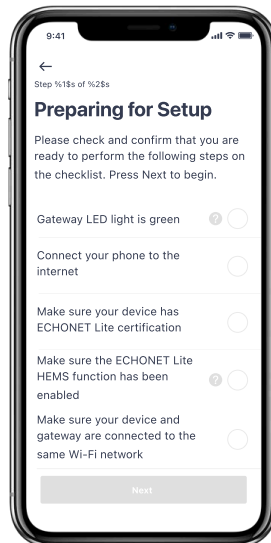 9:41
Step %1$s of %2$s
Preparing for Setup
Please check and confirm that you are
ready to perform the following steps on
the checklist. Press Next to begin.
Gateway LED light is green ?
Connect your phone to the
internet
Make sure your device has
ECHONET Lite certification
Make sure the ECHONET Lite
HEMS function has been ?
enabled
Make sure your device and
gateway are connected to the
same Wi-Fi network
Next